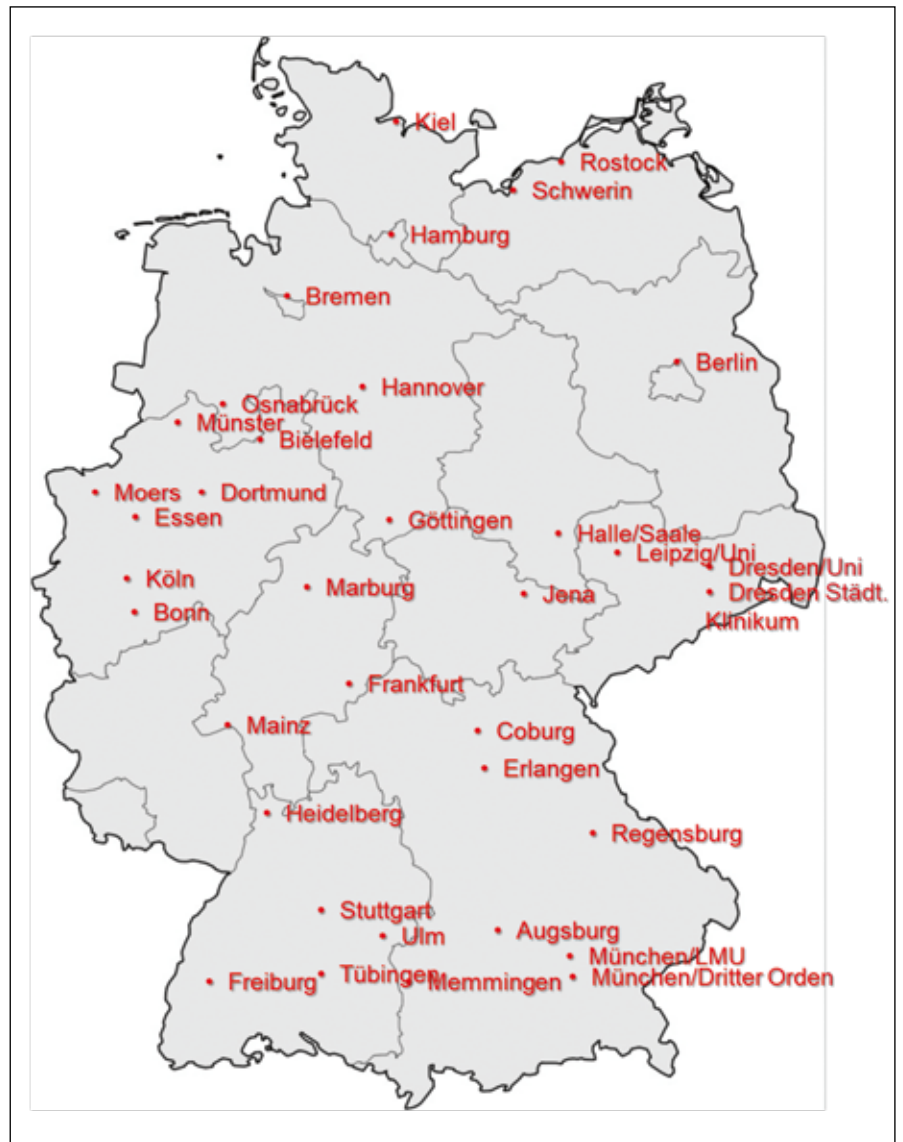 Kiel
Rostock
Schwerin
Hamburg
Bremen
Berlin
Hannover
Osnabrück
Münster
Bielefeld
Moers
Dortmund
Essen
Göttingen
Halle/Saale
Leipzig/Uni
Dresden/Uni
Köln
Marburg
Jena
Dresden Städt.
Klinikum
Bonn
Frankfurt
Mainz
Coburg
Erlangen
Heidelberg
Regensburg
Stuttgart
Augsburg
Ulm
München/LMU
Tübingen
München/Dritter Orden
Freiburg
Memmingen